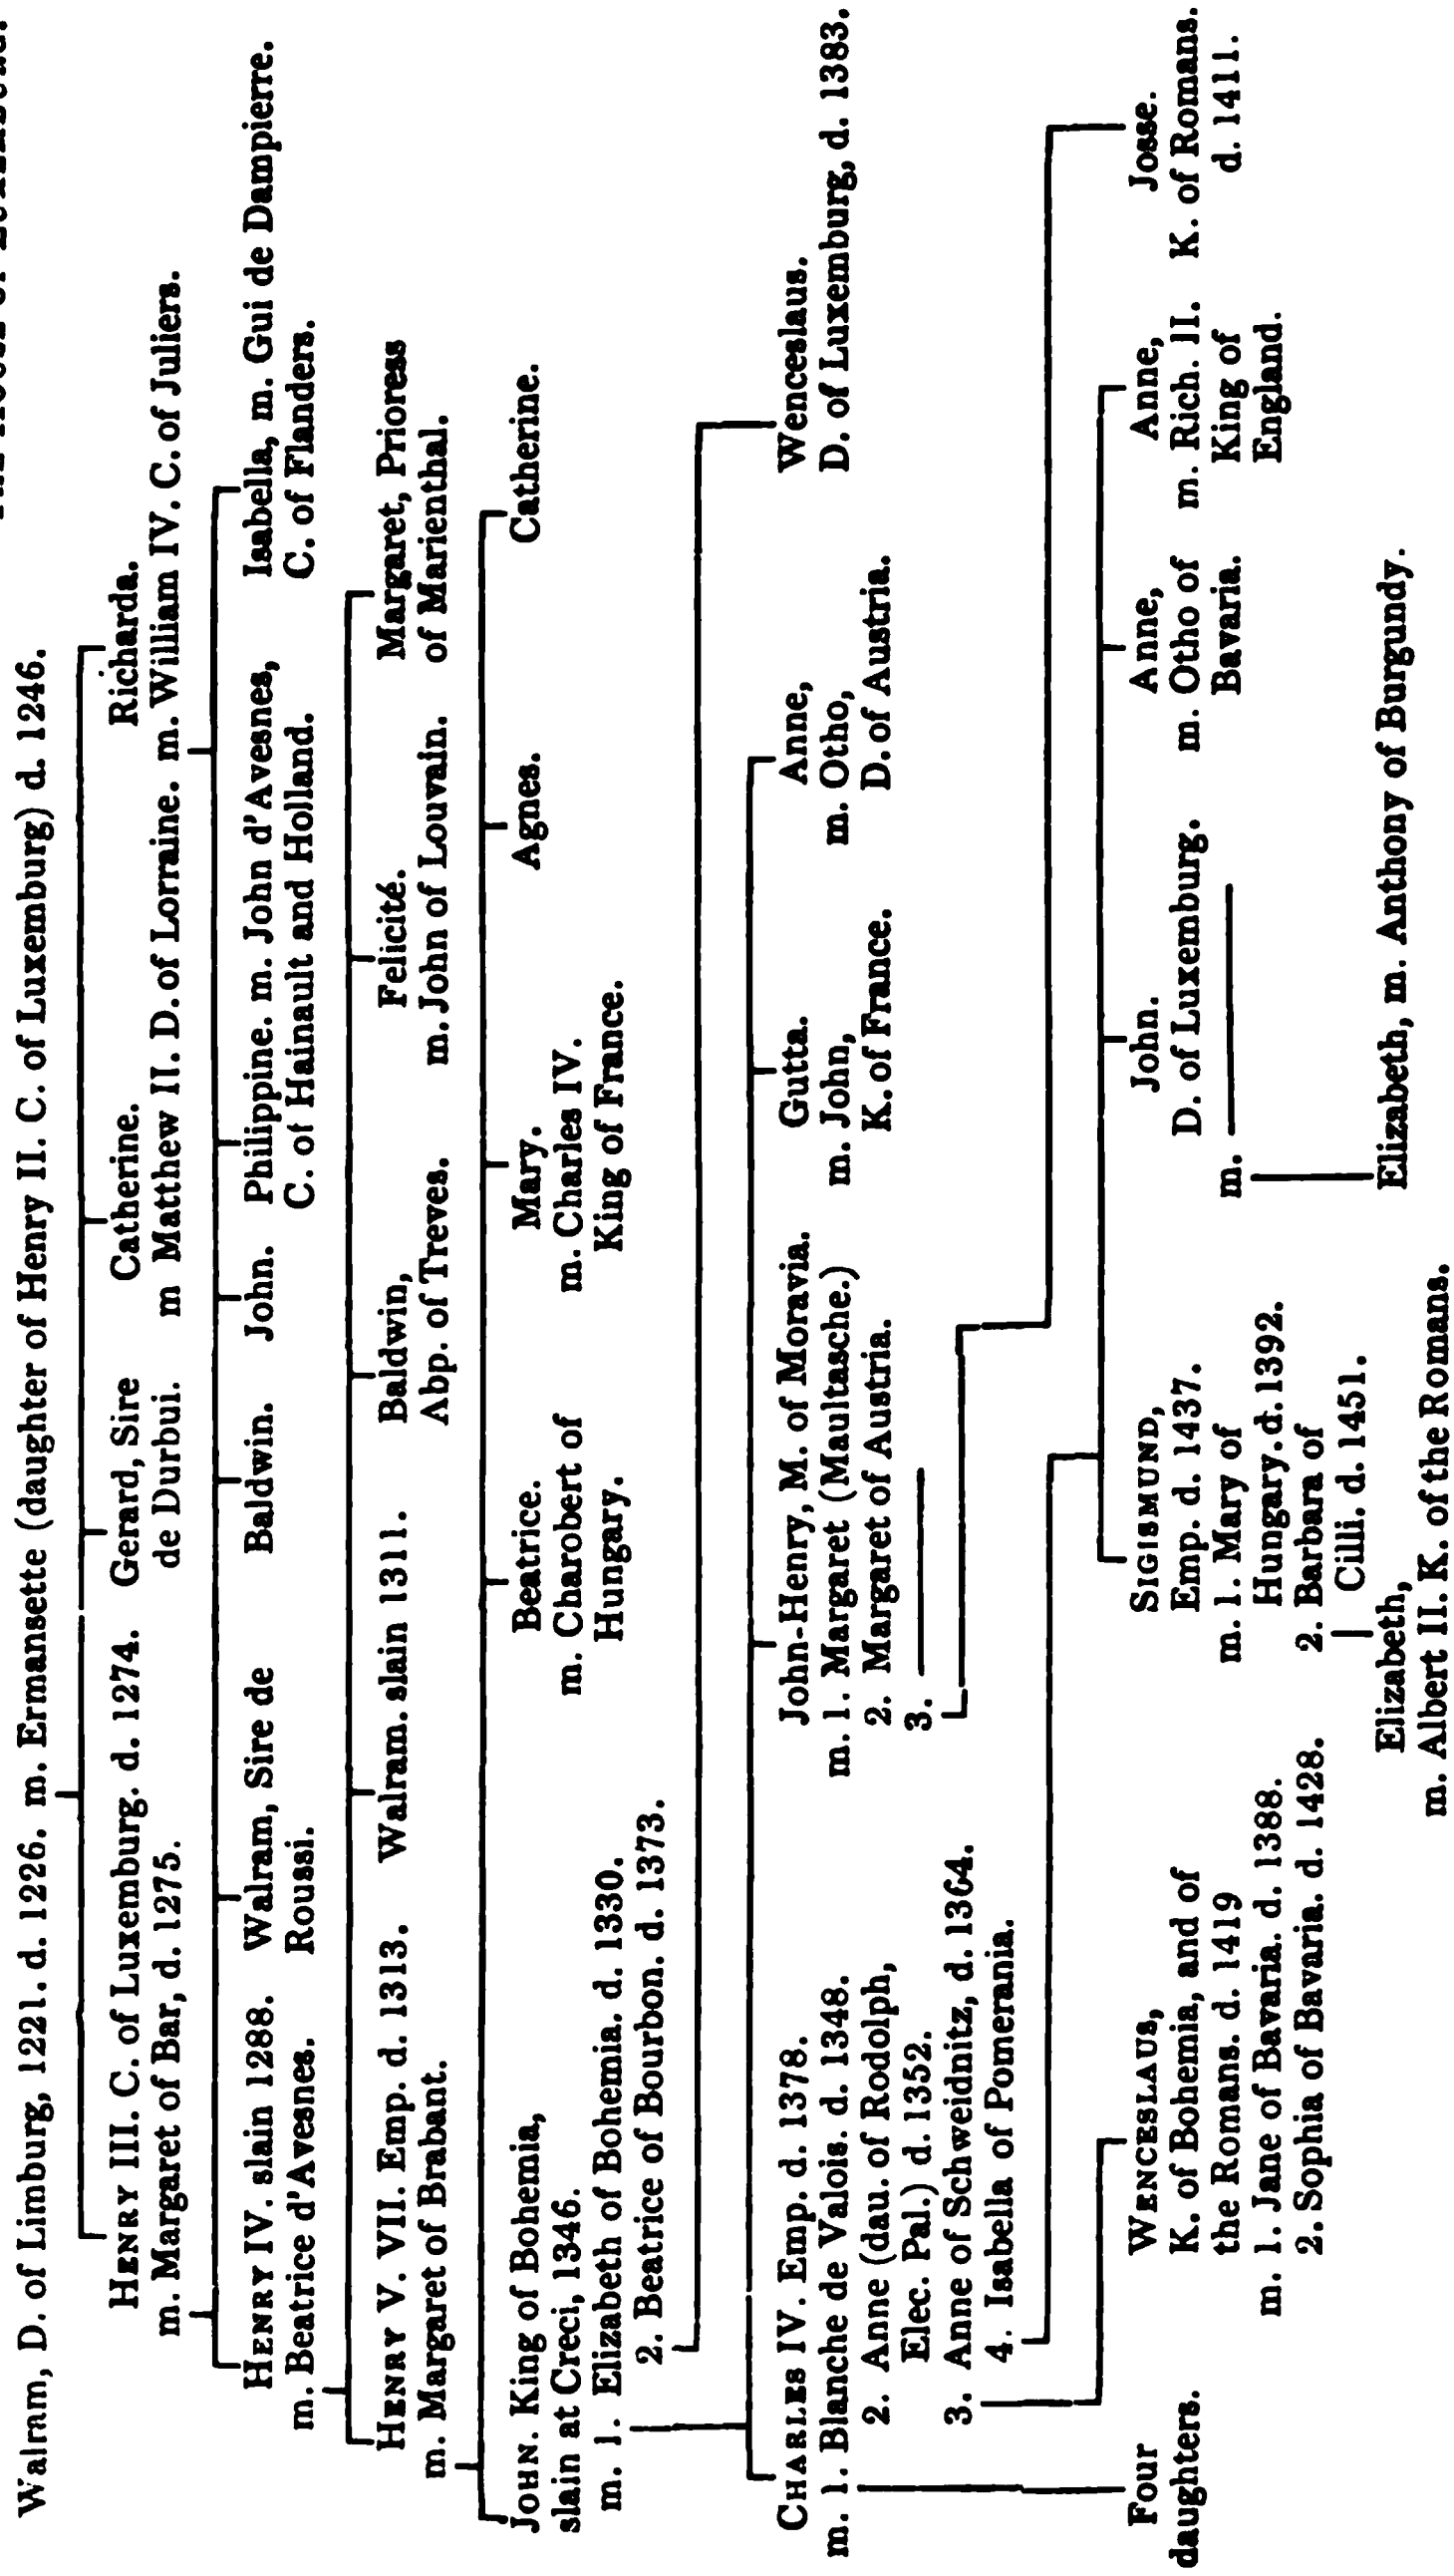 Walram, D. of Limburg, 1221. d. 1226. m. Ermansette (daughter of Henry II. C. of Luxemburg) d. 1246.
HENRY III. C. of Luxemburg. d. 1274.
m. Margaret of Bar, d. 1275.
Gerard, Sire
de Durbui.
Catherine.
m Matthew II. D. of Lorraine.
Richarda.
m. William IV. C. of Juliers.
HENRY IV. slain 1288.
m. Beatrice d'Avesnes.
Walram, Sire de
Roussi.
Baldwin.
John.
Philippine. m. John d'Avesnes,
C. of Hainault and Holland.
Isabella, m. Gui de Dampierre.
C. of Flanders.
HENRY V. VII. Emp. d. 1313.
m. Margaret of Brabant.
Walram. slain 1311.
Baldwin,
Abp. of Treves.
Felicité.
m. John of Louvain.
Margaret, Prioress
of Marienthal.
JOHN. King of Bohemia,
slain at Creci, 1346.
m. 1. Elizabeth of Bohemia. d. 1330.
2. Beatrice of Bourbon. d. 1373.
Beatrice.
m. Charobert of
Hungary.
Mary.
m. Charles IV.
King of France.
Agnes.
Catherine.
CHARLES IV. Emp. d. 1378.
m. 1. Blanche de Valois. d. 1348.
2. Anne (dau. of Rodolph,
Elec. Pal.) d. 1352.
3. Anne of Schweidnitz, d. 1364.
4. Isabella of Pomerania.
John-Henry, M. of Moravia.
m. 1. Margaret (Maultasche.)
2. Margaret of Austria.
3. ———
Gutta.
m. John,
K. of France.
Anne,
m. Otho,
D. of Austria.
Wenceslaus.
D. of Luxemburg, d. 1383.
Four
daughters.
WENCESLAUS,
K. of Bohemia, and of
the Romans. d. 1419
m. 1. Jane of Bavaria. d. 1388.
2. Sophia of Bavaria. d. 1428.
SIGISMUND,
Emp. d. 1437.
m. 1. Mary of
Hungary. d. 1392.
2. Barbara of
Cilli. d. 1451.
John.
D. of Luxemburg.
m. ———
Anne,
m. Otho of
Bavaria.
Anne,
m. Rich. II.
King of
England.
Josse.
K. of Romans.
d. 1411.
Elizabeth,
m. Albert II. K. of the Romans.
Elizabeth, m. Anthony of Burgundy.